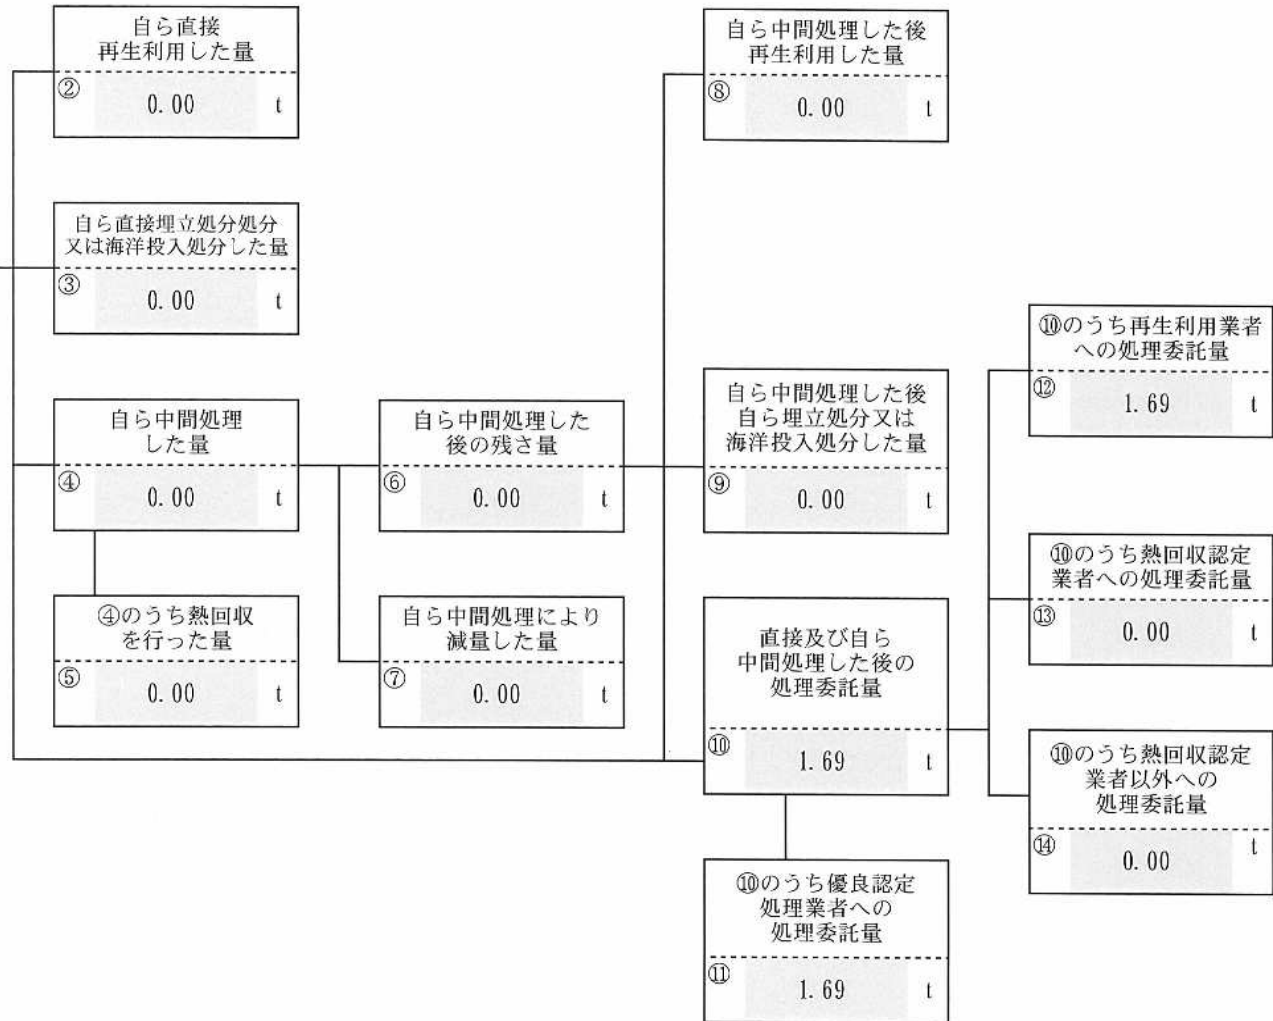 自ら直接
再生利用した量
②
0.00
t
自ら直接埋立処分処分
又は海洋投入処分した量
③
0.00
t
自ら中間処理
した量
④
0.00
t
④のうち熱回収
を行った量
⑤
0.00
t
自ら中間処理した
後の残さ量
⑥
0.00
t
自ら中間処理により
減量した量
⑦
0.00
t
自ら中間処理した後
再生利用した量
⑧
0.00
t
自ら中間処理した後
自ら埋立処分又は
海洋投入処分した量
⑨
0.00
t
直接及び自ら
中間処理した後の
処理委託量
⑩
1.69
t
⑩のうち優良認定
処理業者への
処理委託量
⑪
1.69
t
⑩のうち再生利用業者
への処理委託量
⑫
1.69
t
⑩のうち熱回収認定
業者への処理委託量
⑬
0.00
t
⑩のうち熱回収認定
業者以外への
処理委託量
⑭
0.00
t